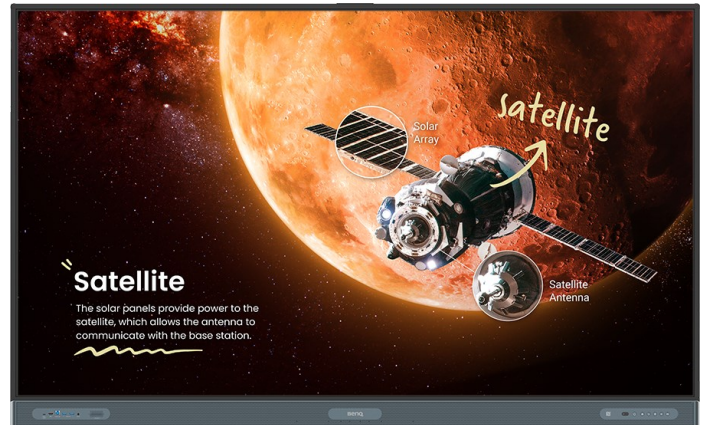 satellite
Solar
Array
Satellite
Antenna
Satellite
The solar panels provide power to the
satellite, which allows the antenna to
communicate with the base station.
BenQ